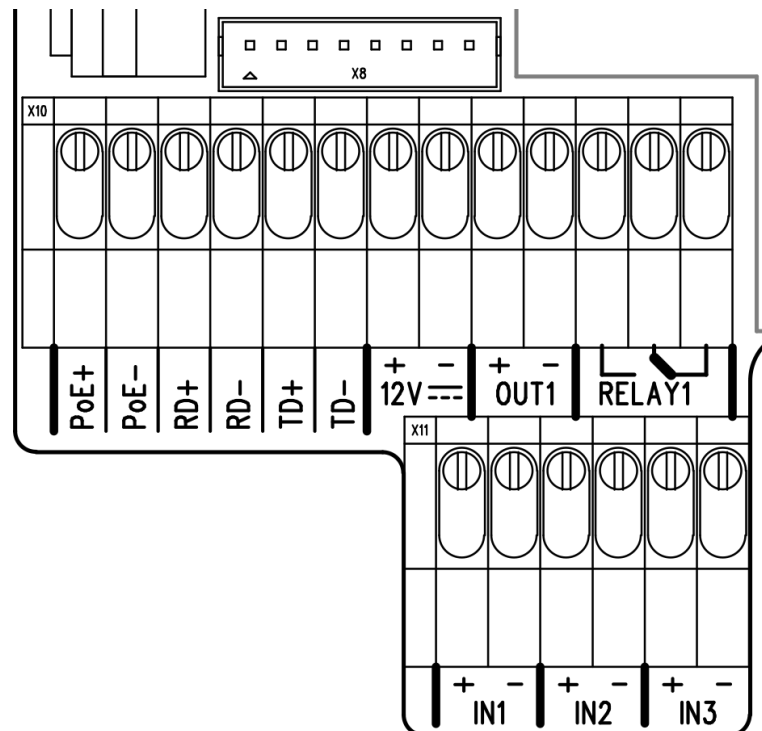 X8
X10
PoE+
PoE-
RD+
RD-
TD+
TD-
+ -
12V
+ -
OUT1
RELAY1
X11
+ -
IN1
+ -
IN2
+ -
IN3